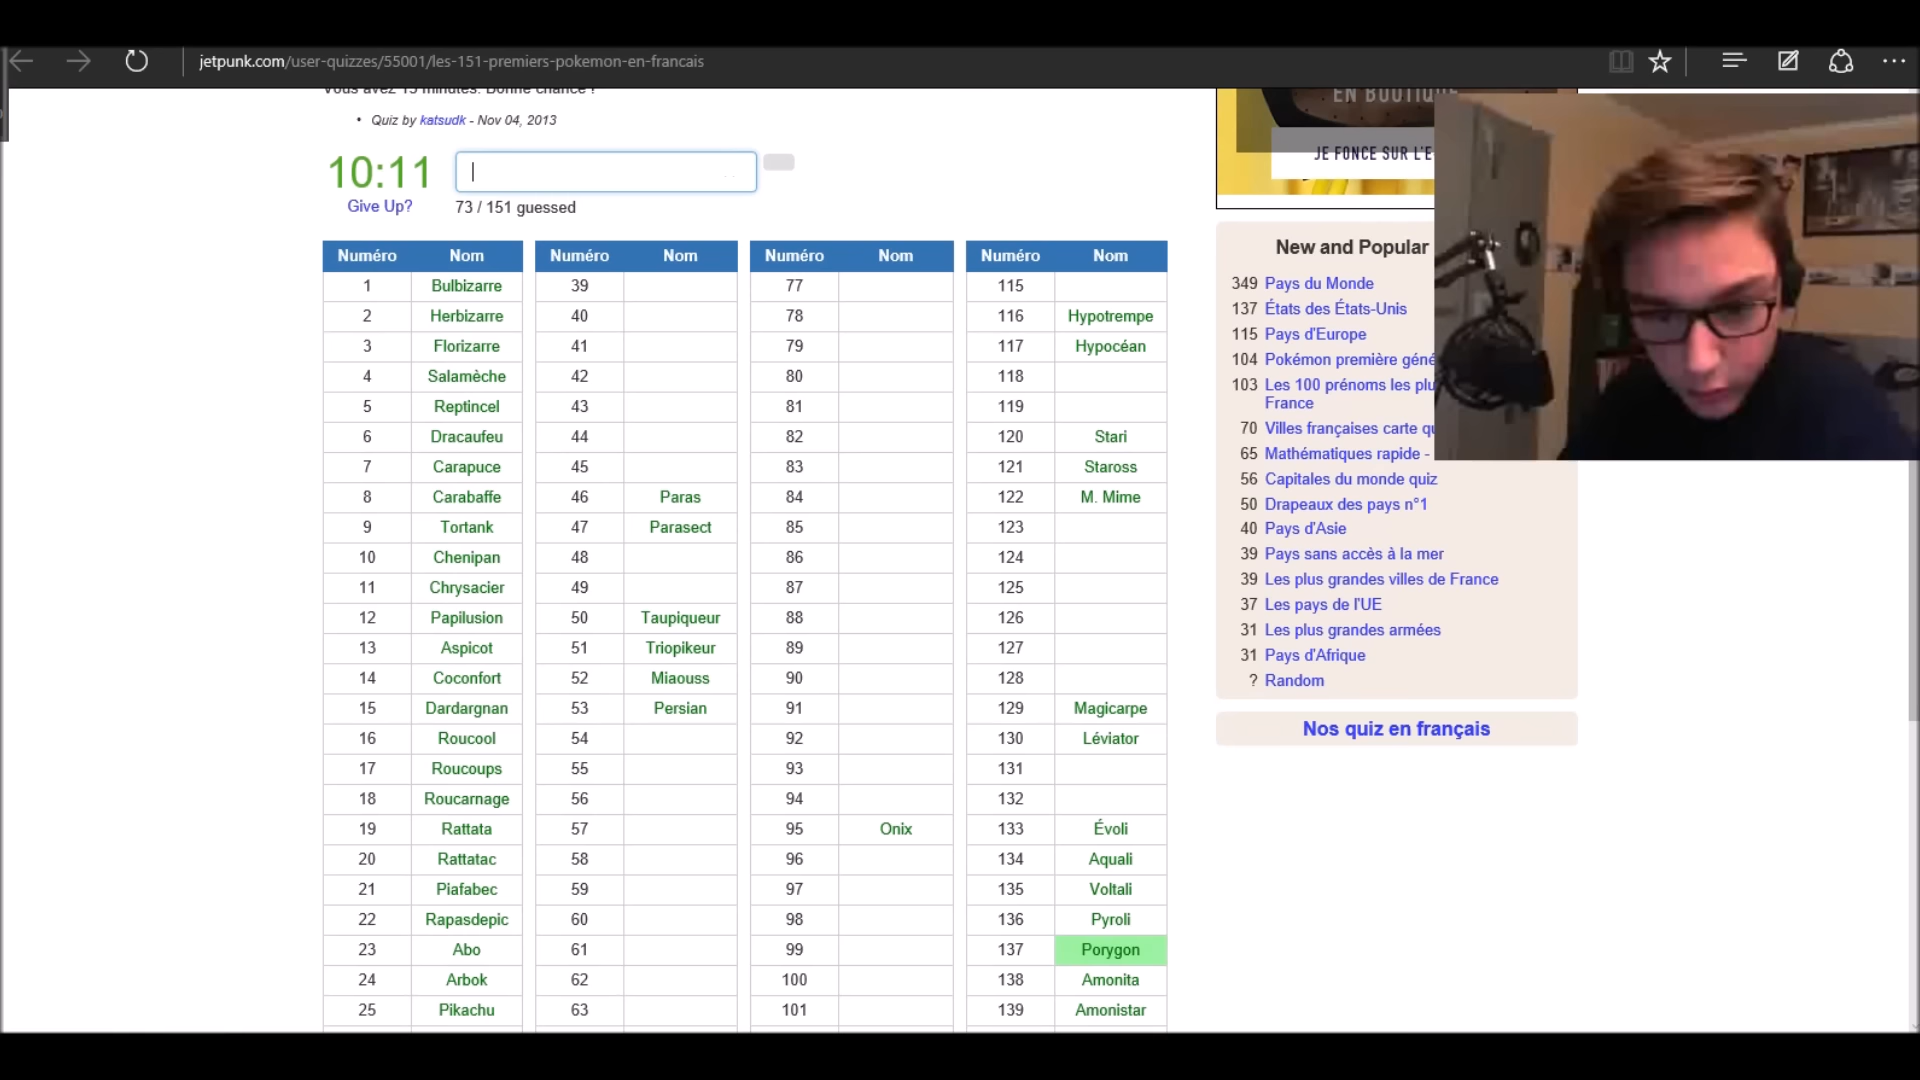 jetpunk.com/user-quizzes/55001/les-151-premiers-pokemon-en-francais
Vous avez 15 minutes. Bonne chance !
• Quiz by katsudk - Nov 04, 2013
10:11
Give Up?
73 / 151 guessed
Numéro Nom Numéro Nom Numéro Nom Numéro Nom
1 Bulbizarre 39 77 115
2 Herbizarre 40 78 116 Hypotrempe
3 Florizarre 41 79 117 Hypocéan
4 Salamèche 42 80 118
5 Reptincel 43 81 119
6 Dracaufeu 44 82 120 Stari
7 Carapuce 45 83 121 Staross
8 Carabaffe 46 Paras 84 122 M. Mime
9 Tortank 47 Parasect 85 123
10 Chenipan 48 86 124
11 Chrysacier 49 87 125
12 Papilusion 50 Taupiqueur 88 126
13 Aspicot 51 Triopikeur 89 127
14 Coconfort 52 Miaouss 90 128
15 Dardargnan 53 Persian 91 129 Magicarpe
16 Roucool 54 92 130 Léviator
17 Roucoups 55 93 131
18 Roucarnage 56 94 132
19 Rattata 57 95 Onix 133 Évoli
20 Rattatac 58 96 134 Aquali
21 Piafabec 59 97 135 Voltali
22 Rapasdepic 60 98 136 Pyroli
23 Abo 61 99 137 Porygon
24 Arbok 62 100 138 Amonita
25 Pikachu 63 101 139 Amonistar
EN BOUTIQUE
JE FONCE SUR L'E
New and Popular
349 Pays du Monde
137 États des États-Unis
115 Pays d'Europe
104 Pokémon première géné
103 Les 100 prénoms les plu
France
70 Villes françaises carte qu
65 Mathématiques rapide -
56 Capitales du monde quiz
50 Drapeaux des pays n°1
40 Pays d'Asie
39 Pays sans accès à la mer
39 Les plus grandes villes de France
37 Les pays de l'UE
31 Les plus grandes armées
31 Pays d'Afrique
? Random
Nos quiz en français